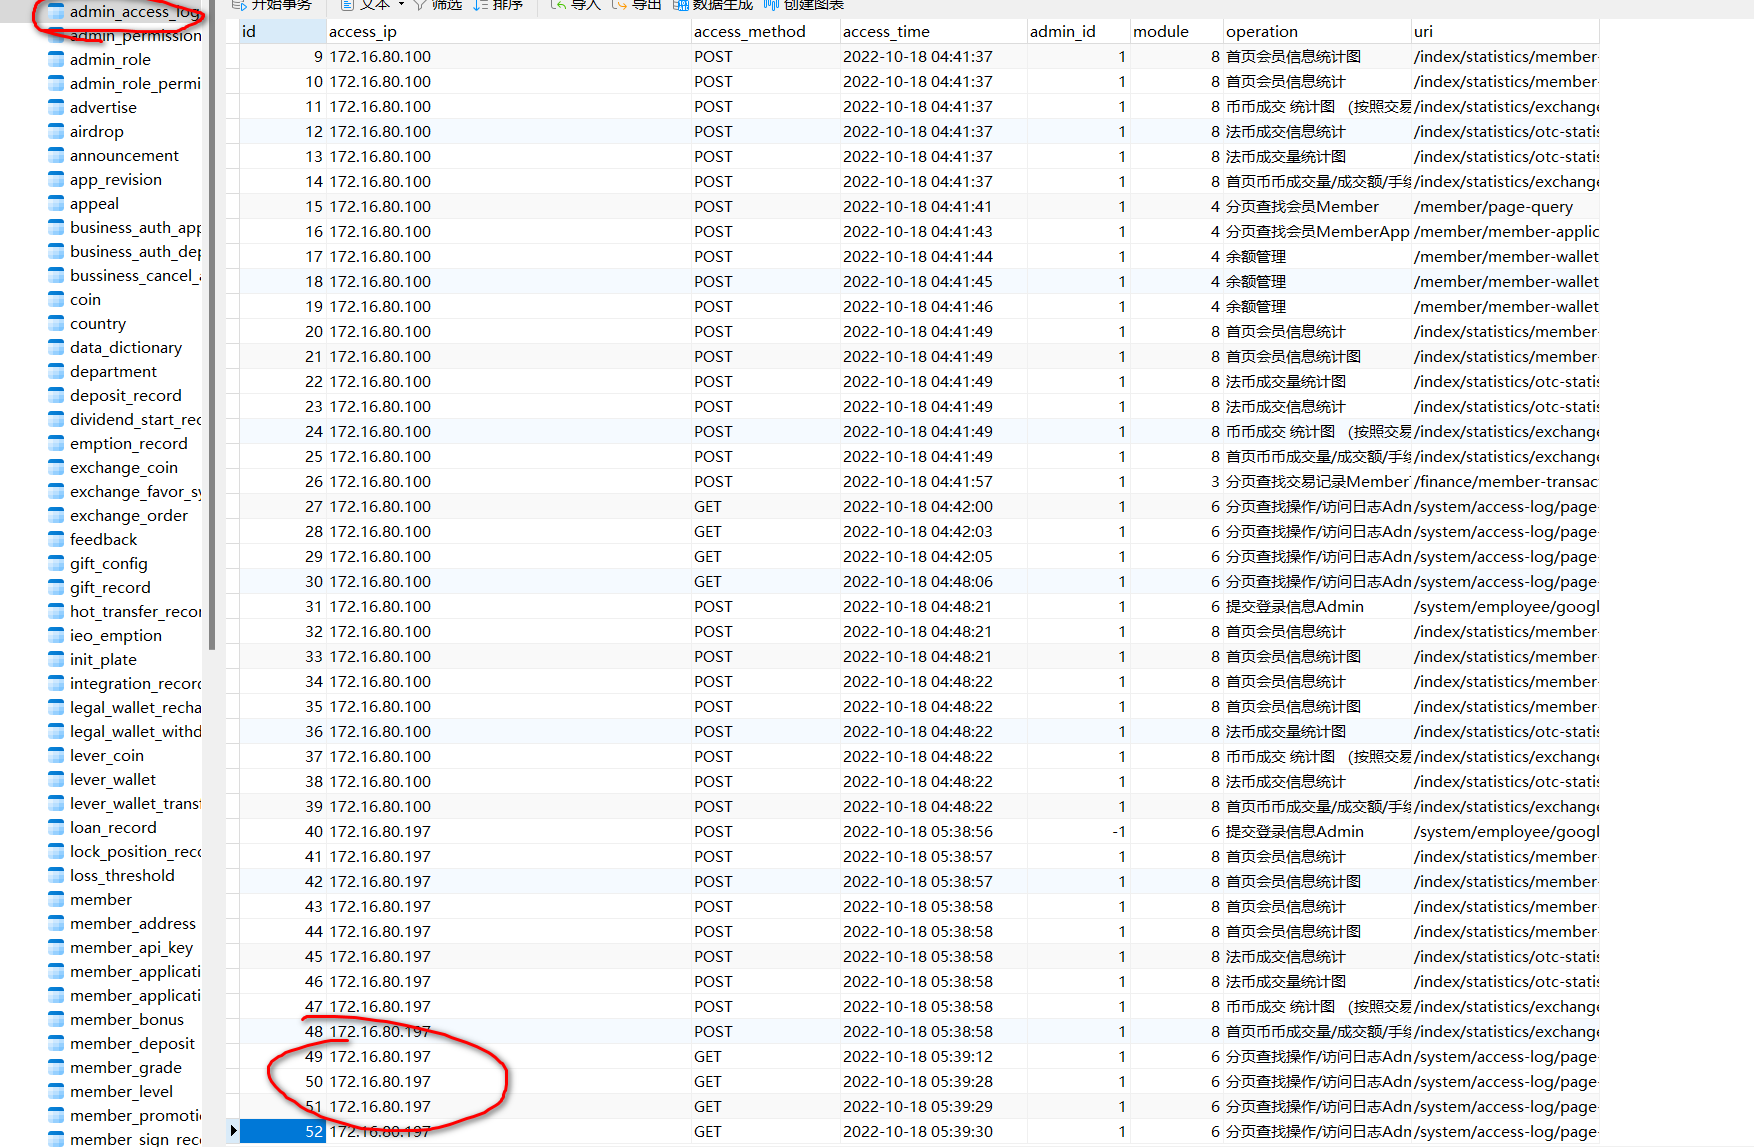 开始事务 文本 筛选 排序 导入 导出 数据生成 创建图表
admin_access_log
admin_permission
admin_role
admin_role_permi
advertise
airdrop
announcement
app_revision
appeal
business_auth_app
business_auth_dep
bussiness_cancel_a
coin
country
data_dictionary
department
deposit_record
dividend_start_rec
emption_record
exchange_coin
exchange_favor_sy
exchange_order
feedback
gift_config
gift_record
hot_transfer_recor
ieo_emption
init_plate
integration_record
legal_wallet_recha
legal_wallet_withd
lever_coin
lever_wallet
lever_wallet_transf
loan_record
lock_position_reco
loss_threshold
member
member_address
member_api_key
member_applicati
member_applicati
member_bonus
member_deposit
member_grade
member_level
member_promoti
member_sign_reco
id access_ip access_method access_time admin_id module operation uri
9 172.16.80.100 POST 2022-10-18 04:41:37 1 8 首页会员信息统计图 /index/statistics/member-
10 172.16.80.100 POST 2022-10-18 04:41:37 1 8 首页会员信息统计 /index/statistics/member-
11 172.16.80.100 POST 2022-10-18 04:41:37 1 8 币币成交 统计图 （按照交易 /index/statistics/exchange
12 172.16.80.100 POST 2022-10-18 04:41:37 1 8 法币成交信息统计 /index/statistics/otc-statis
13 172.16.80.100 POST 2022-10-18 04:41:37 1 8 法币成交量统计图 /index/statistics/otc-statis
14 172.16.80.100 POST 2022-10-18 04:41:37 1 8 首页币币成交量/成交额/手续 /index/statistics/exchange
15 172.16.80.100 POST 2022-10-18 04:41:41 1 4 分页查找会员Member /member/page-query
16 172.16.80.100 POST 2022-10-18 04:41:43 1 4 分页查找会员MemberApp /member/member-applic
17 172.16.80.100 POST 2022-10-18 04:41:44 1 4 余额管理 /member/member-wallet
18 172.16.80.100 POST 2022-10-18 04:41:45 1 4 余额管理 /member/member-wallet
19 172.16.80.100 POST 2022-10-18 04:41:46 1 4 余额管理 /member/member-wallet
20 172.16.80.100 POST 2022-10-18 04:41:49 1 8 首页会员信息统计 /index/statistics/member-
21 172.16.80.100 POST 2022-10-18 04:41:49 1 8 首页会员信息统计图 /index/statistics/member-
22 172.16.80.100 POST 2022-10-18 04:41:49 1 8 法币成交量统计图 /index/statistics/otc-statis
23 172.16.80.100 POST 2022-10-18 04:41:49 1 8 法币成交信息统计 /index/statistics/otc-statis
24 172.16.80.100 POST 2022-10-18 04:41:49 1 8 币币成交 统计图 （按照交易 /index/statistics/exchange
25 172.16.80.100 POST 2022-10-18 04:41:49 1 8 首页币币成交量/成交额/手续 /index/statistics/exchange
26 172.16.80.100 POST 2022-10-18 04:41:57 1 3 分页查找交易记录Member /finance/member-transac
27 172.16.80.100 GET 2022-10-18 04:42:00 1 6 分页查找操作/访问日志Adn /system/access-log/page-
28 172.16.80.100 GET 2022-10-18 04:42:03 1 6 分页查找操作/访问日志Adn /system/access-log/page-
29 172.16.80.100 GET 2022-10-18 04:42:05 1 6 分页查找操作/访问日志Adn /system/access-log/page-
30 172.16.80.100 GET 2022-10-18 04:48:06 1 6 分页查找操作/访问日志Adn /system/access-log/page-
31 172.16.80.100 POST 2022-10-18 04:48:21 1 6 提交登录信息Admin /system/employee/googl
32 172.16.80.100 POST 2022-10-18 04:48:21 1 8 首页会员信息统计 /index/statistics/member-
33 172.16.80.100 POST 2022-10-18 04:48:21 1 8 首页会员信息统计图 /index/statistics/member-
34 172.16.80.100 POST 2022-10-18 04:48:22 1 8 首页会员信息统计 /index/statistics/member-
35 172.16.80.100 POST 2022-10-18 04:48:22 1 8 首页会员信息统计图 /index/statistics/member-
36 172.16.80.100 POST 2022-10-18 04:48:22 1 8 法币成交量统计图 /index/statistics/otc-statis
37 172.16.80.100 POST 2022-10-18 04:48:22 1 8 币币成交 统计图 （按照交易 /index/statistics/exchange
38 172.16.80.100 POST 2022-10-18 04:48:22 1 8 法币成交信息统计 /index/statistics/otc-statis
39 172.16.80.100 POST 2022-10-18 04:48:22 1 8 首页币币成交量/成交额/手续 /index/statistics/exchange
40 172.16.80.197 POST 2022-10-18 05:38:56 -1 6 提交登录信息Admin /system/employee/googl
41 172.16.80.197 POST 2022-10-18 05:38:57 1 8 首页会员信息统计 /index/statistics/member-
42 172.16.80.197 POST 2022-10-18 05:38:57 1 8 首页会员信息统计图 /index/statistics/member-
43 172.16.80.197 POST 2022-10-18 05:38:58 1 8 首页会员信息统计 /index/statistics/member-
44 172.16.80.197 POST 2022-10-18 05:38:58 1 8 首页会员信息统计图 /index/statistics/member-
45 172.16.80.197 POST 2022-10-18 05:38:58 1 8 法币成交信息统计 /index/statistics/otc-statis
46 172.16.80.197 POST 2022-10-18 05:38:58 1 8 法币成交量统计图 /index/statistics/otc-statis
47 172.16.80.197 POST 2022-10-18 05:38:58 1 8 币币成交 统计图 （按照交易 /index/statistics/exchange
48 172.16.80.197 POST 2022-10-18 05:38:58 1 8 首页币币成交量/成交额/手续 /index/statistics/exchange
49 172.16.80.197 GET 2022-10-18 05:39:12 1 6 分页查找操作/访问日志Adn /system/access-log/page-
50 172.16.80.197 GET 2022-10-18 05:39:28 1 6 分页查找操作/访问日志Adn /system/access-log/page-
51 172.16.80.197 GET 2022-10-18 05:39:29 1 6 分页查找操作/访问日志Adn /system/access-log/page-
52 172.16.80.197 GET 2022-10-18 05:39:30 1 6 分页查找操作/访问日志Adn /system/access-log/page-